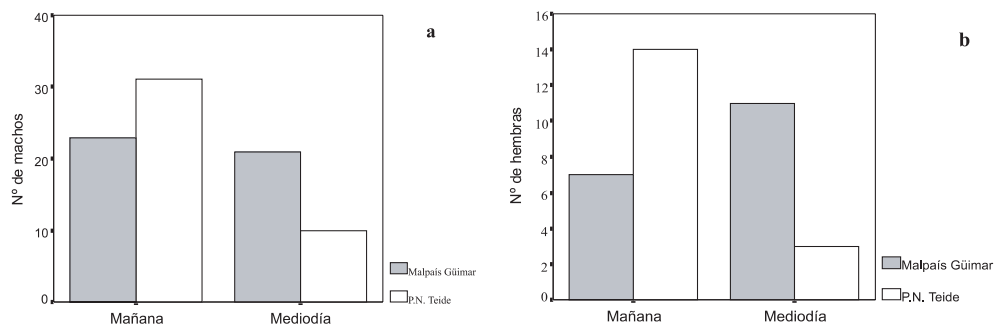 a
Nº de machos
40
30
20
10
0
Mañana
Mediodía
Malpaís Güimar
P.N. Teide
b
Nº de hembras
16
14
12
10
8
6
4
2
0
Mañana
Mediodía
Malpaís Güimar
P.N. Teide